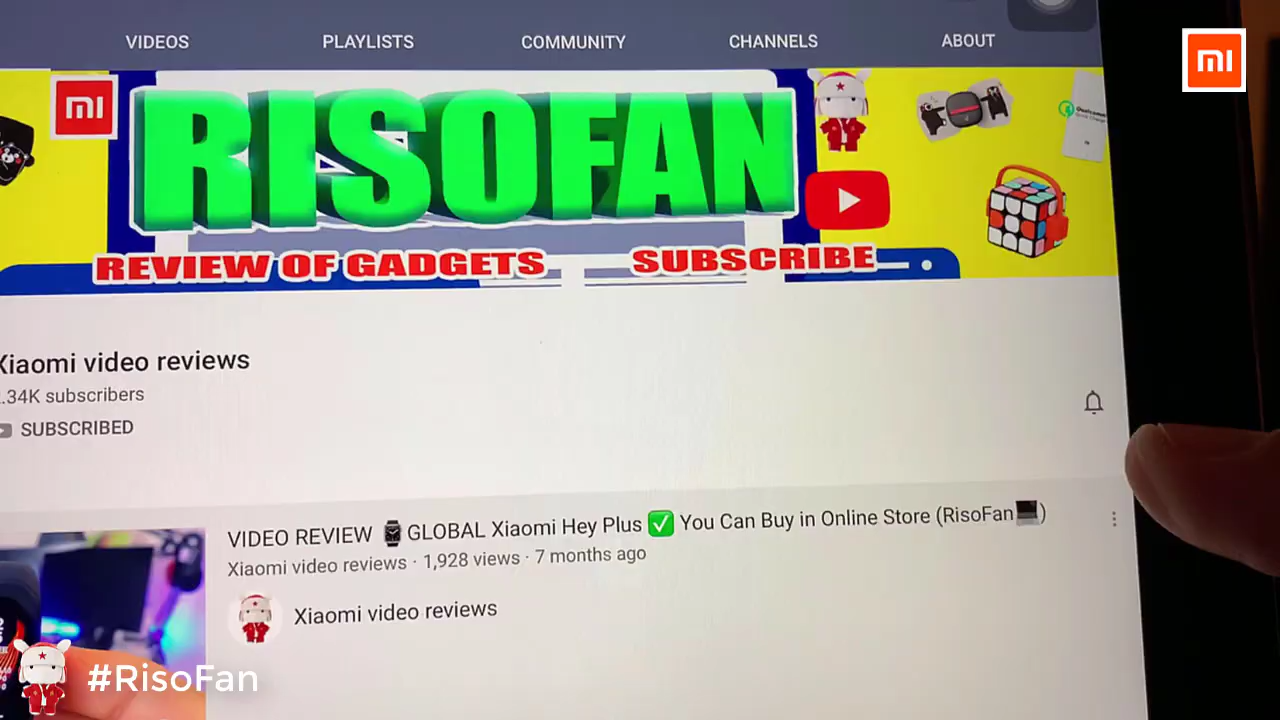 VIDEOS PLAYLISTS COMMUNITY CHANNELS ABOUT
mi
mi
RISOFAN
REVIEW OF GADGETS SUBSCRIBE
Xiaomi video reviews
.34K subscribers
SUBSCRIBED
VIDEO REVIEW ⌚GLOBAL Xiaomi Hey Plus ✅ You Can Buy in Online Store (RisoFan💻)
Xiaomi video reviews · 1,928 views · 7 months ago
Xiaomi video reviews
#RisoFan